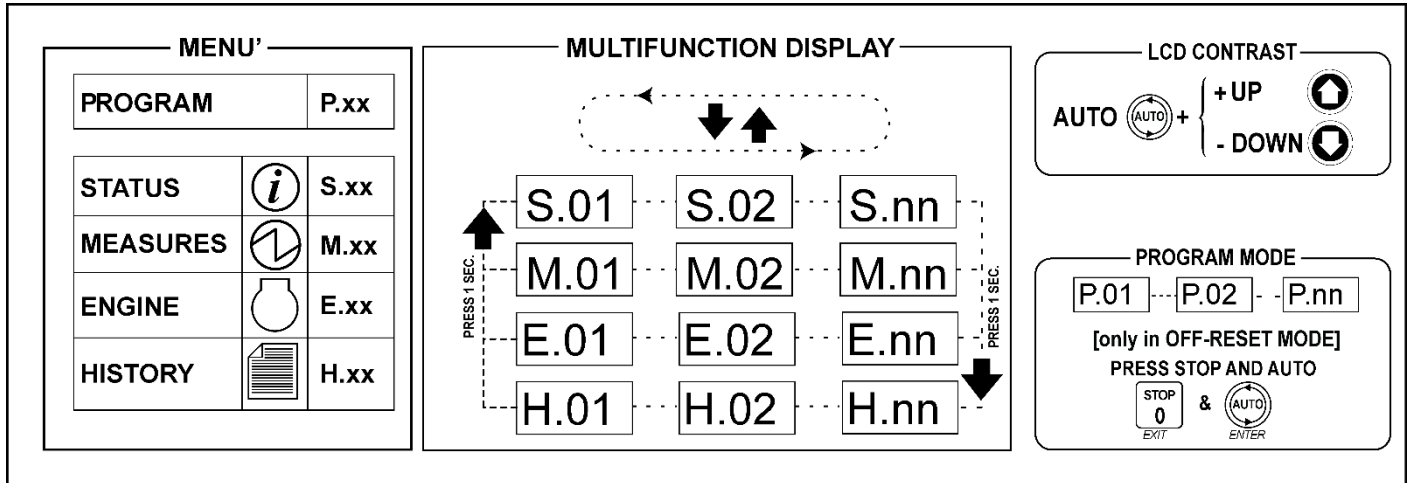 MENU’
PROGRAM P.xx
STATUS i S.xx
MEASURES M.xx
ENGINE E.xx
HISTORY H.xx
MULTIFUNCTION DISPLAY
S.01 S.02 S.nn
M.01 M.02 M.nn
E.01 E.02 E.nn
H.01 H.02 H.nn
PRESS 1 SEC.
PRESS 1 SEC.
LCD CONTRAST
+ UP
AUTO AUTO +
- DOWN
PROGRAM MODE
P.01 P.02 P.nn
[only in OFF-RESET MODE]
PRESS STOP AND AUTO
STOP
0 & AUTO
EXIT ENTER